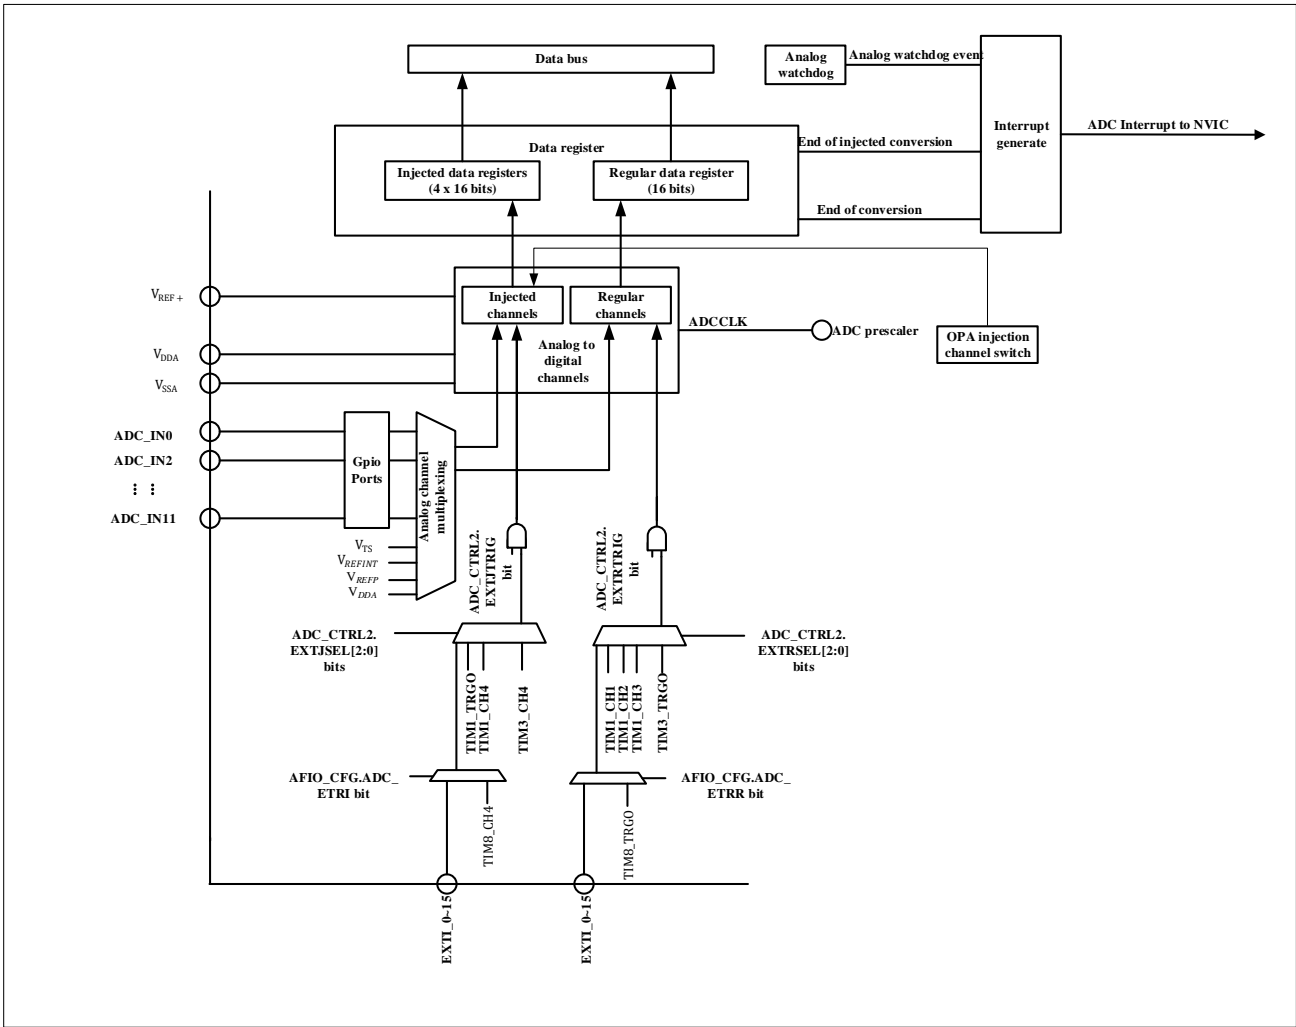 Data bus
Analog
watchdog
Analog watchdog event
Interrupt
generate
ADC Interrupt to NVIC
Data register
End of injected conversion
Injected data registers
(4 x 16 bits)
Regular data register
(16 bits)
End of conversion
VREF+
Injected
channels
Regular
channels
ADCCLK
ADC prescaler
OPA injection
channel switch
Analog to
digital
channels
VDDA
VSSA
ADC_IN0
ADC_IN2
⋮ ⋮
ADC_IN11
Gpio
Ports
Analog channel
multiplexing
VTS
VREFINT
VREFP
VDDA
ADC_CTRL2.
EXTJTRIG
bit
ADC_CTRL2.
EXTRTRIG
bit
ADC_CTRL2.
EXTJSEL[2:0]
bits
ADC_CTRL2.
EXTRSEL[2:0]
bits
TIM1_TRGO
TIM1_CH4
TIM3_CH4
TIM1_CH1
TIM1_CH2
TIM1_CH3
TIM3_TRGO
AFIO_CFG.ADC_
ETRI bit
AFIO_CFG.ADC_
ETRR bit
TIM8_CH4
TIM8_TRGO
EXTI_0~15
EXTI_0~15